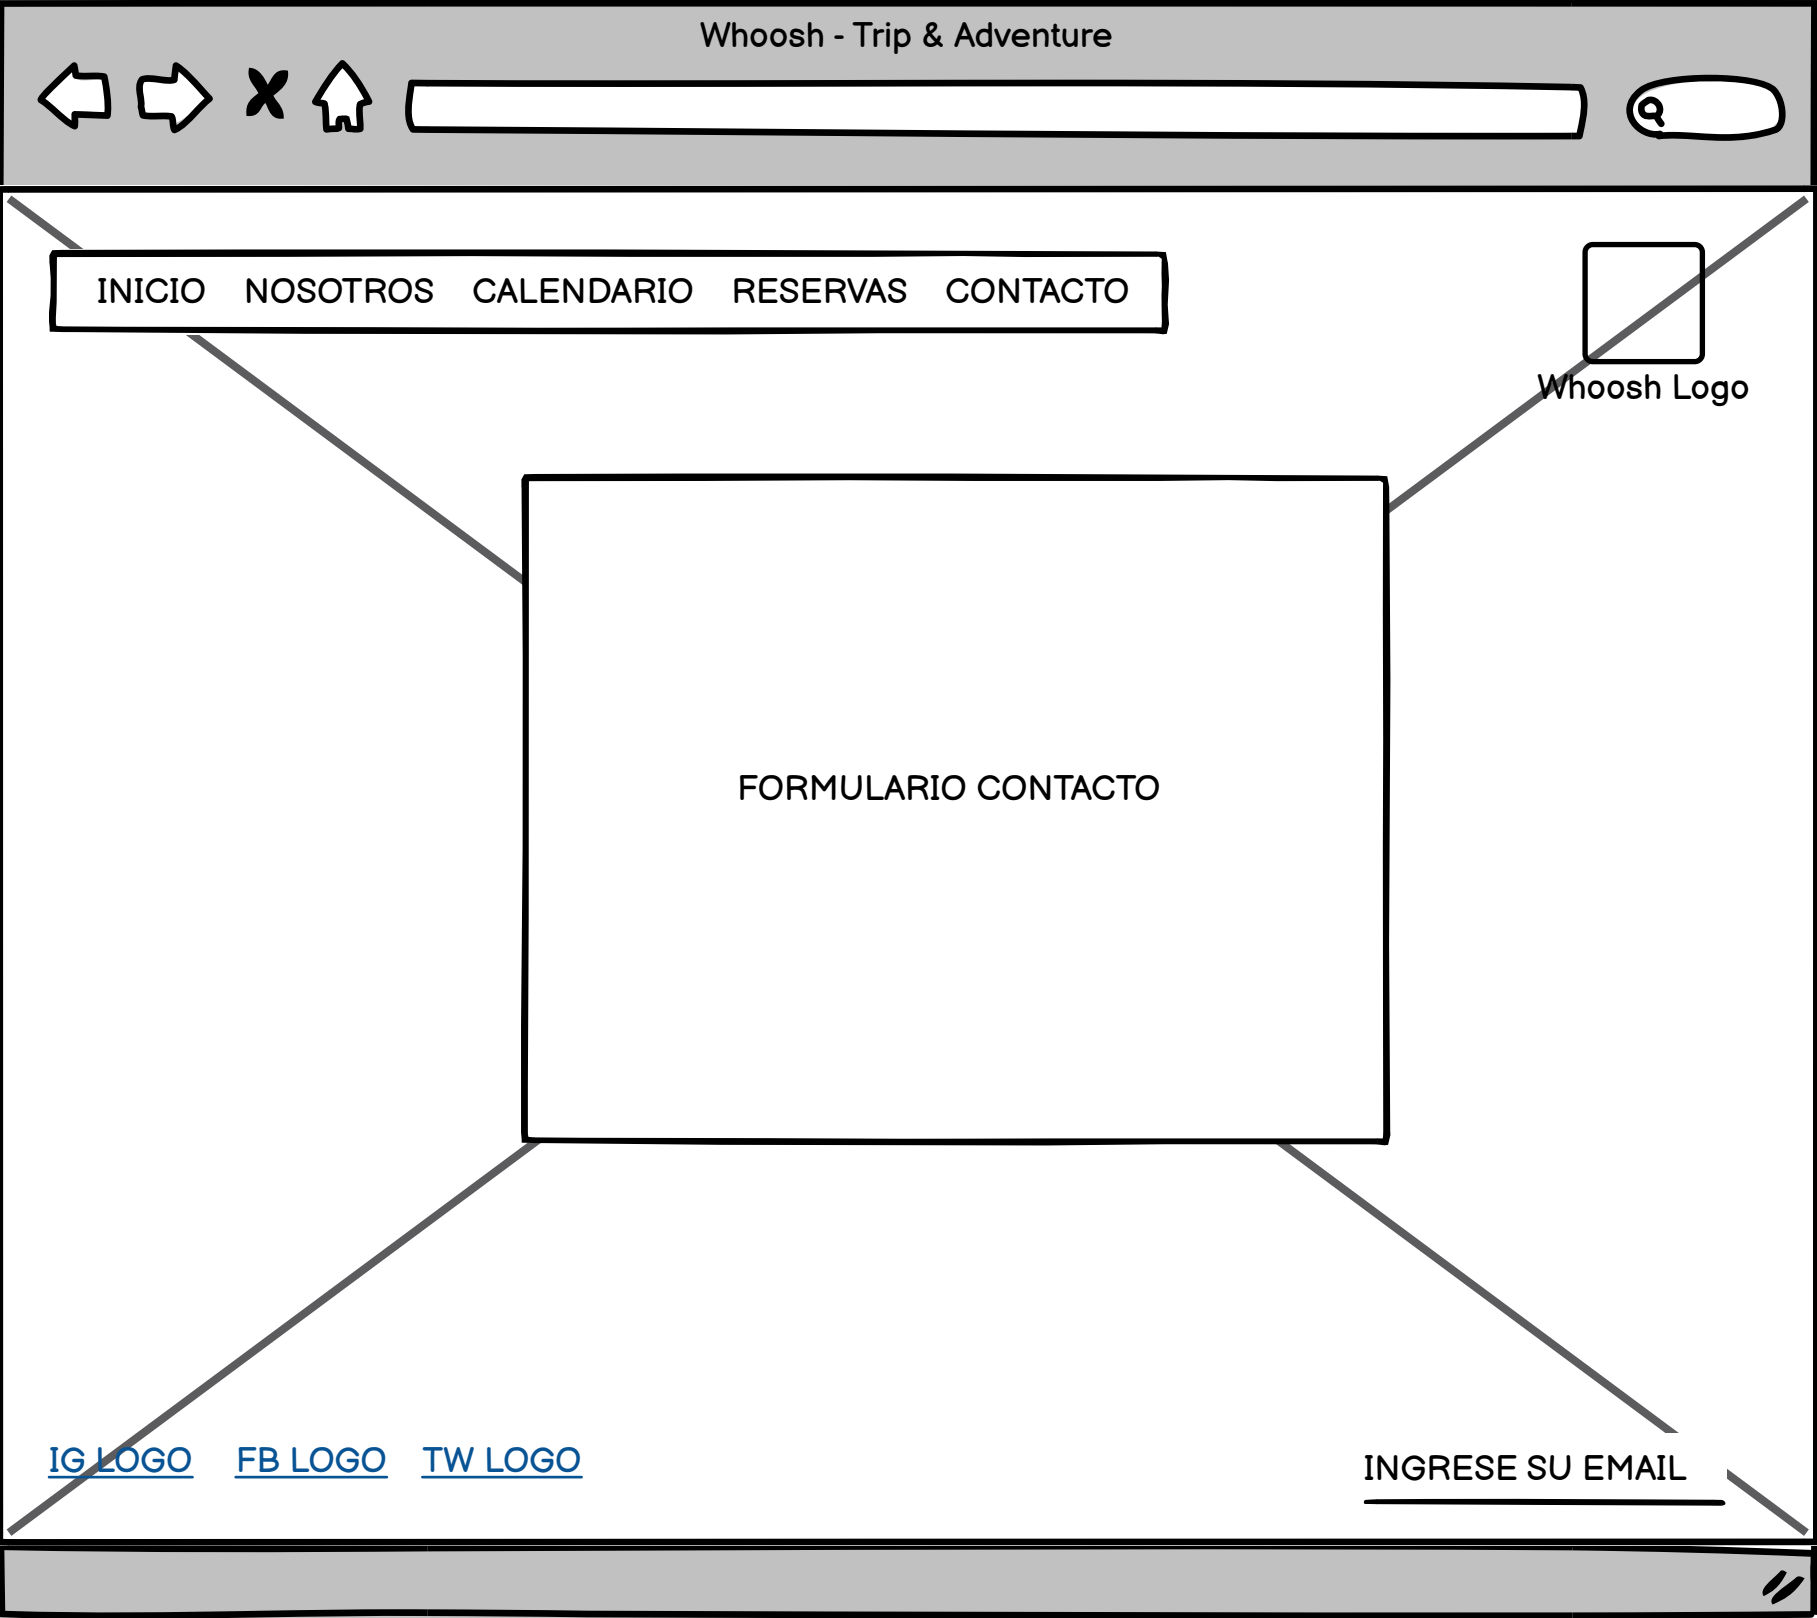 Whoosh - Trip & Adventure
INICIO NOSOTROS CALENDARIO RESERVAS CONTACTO
Whoosh Logo
FORMULARIO CONTACTO
IG LOGO FB LOGO TW LOGO
INGRESE SU EMAIL